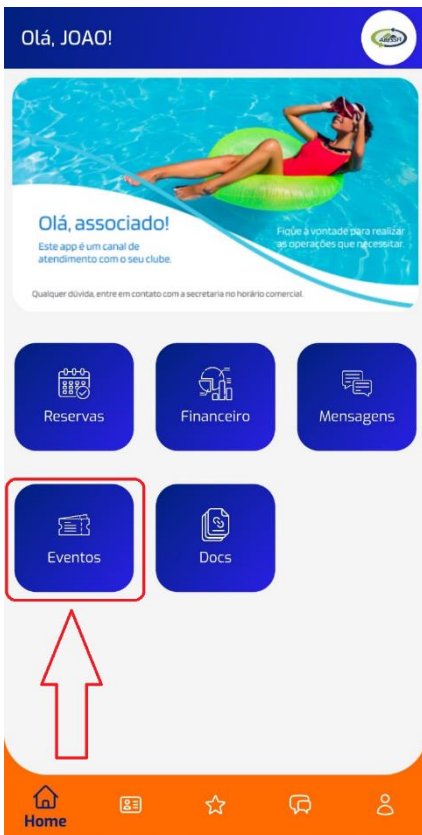 Olá, JOAO!
Olá, associado!
Este app é um canal de
atendimento com o seu clube.
Fique à vontade para realizar
as operações que necessitar.
Qualquer dúvida, entre em contato com a secretaria no horário comercial.
Reservas
Financeiro
Mensagens
Eventos
Docs
Home